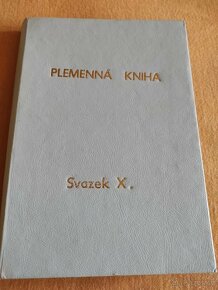 PLEMENNÁ KNIHA
Svazek X.